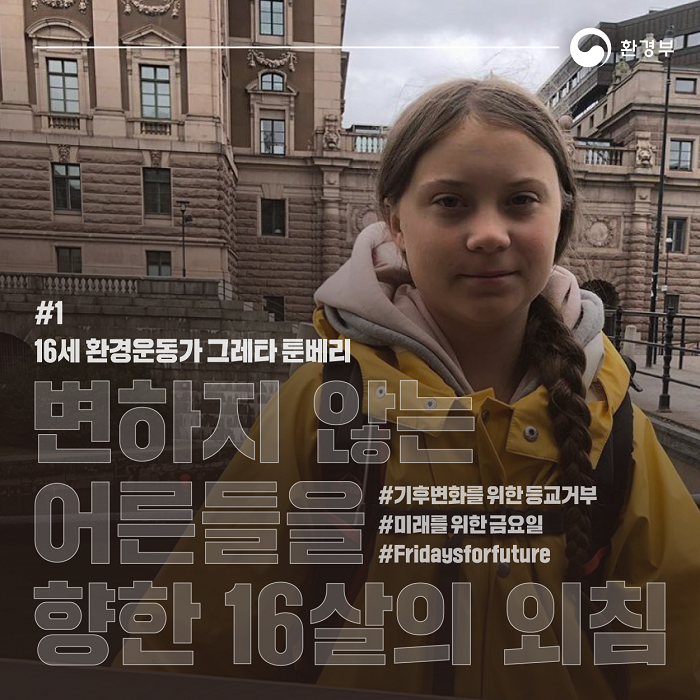 환경부
#1
16세 환경운동가 그레타 툰베리
변하지 않는
어른들을
#기후변화를 위한 등교거부
#미래를 위한 금요일
#Fridaysforfuture
향한 16살의 외침